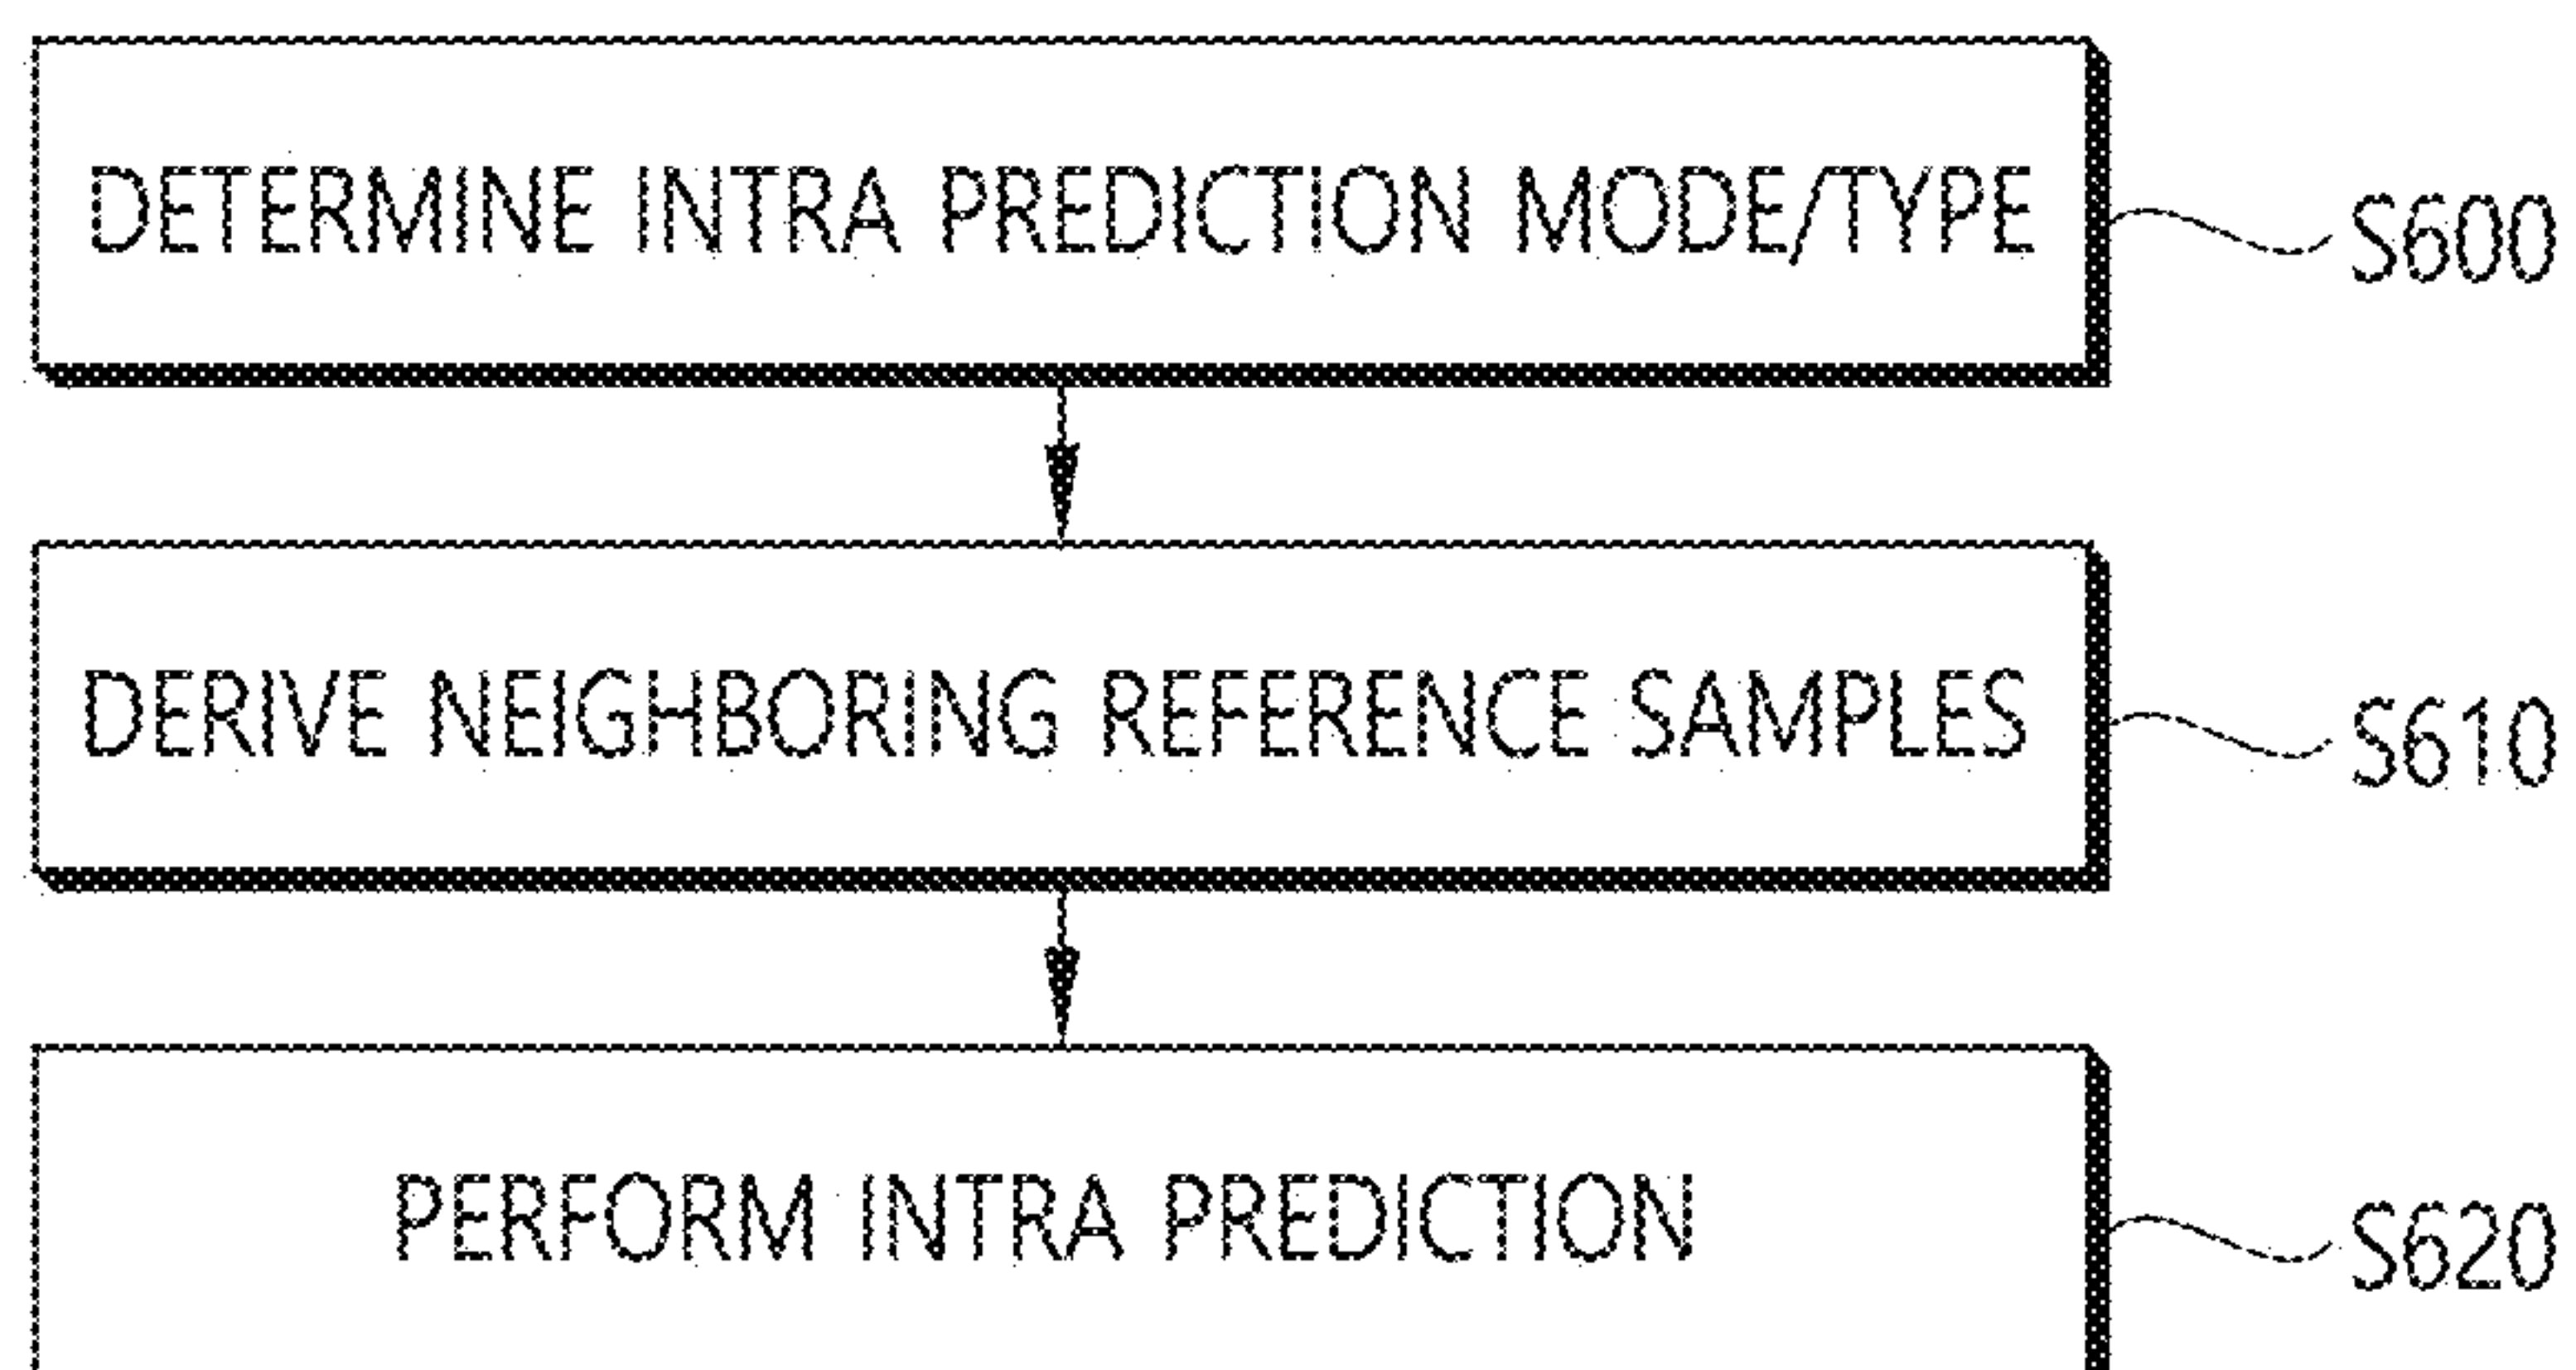 DETERMINE INTRA PREDICTION MODE/TYPE
S600
DERIVE NEIGHBORING REFERENCE SAMPLES
S610
PERFORM INTRA PREDICTION
S620